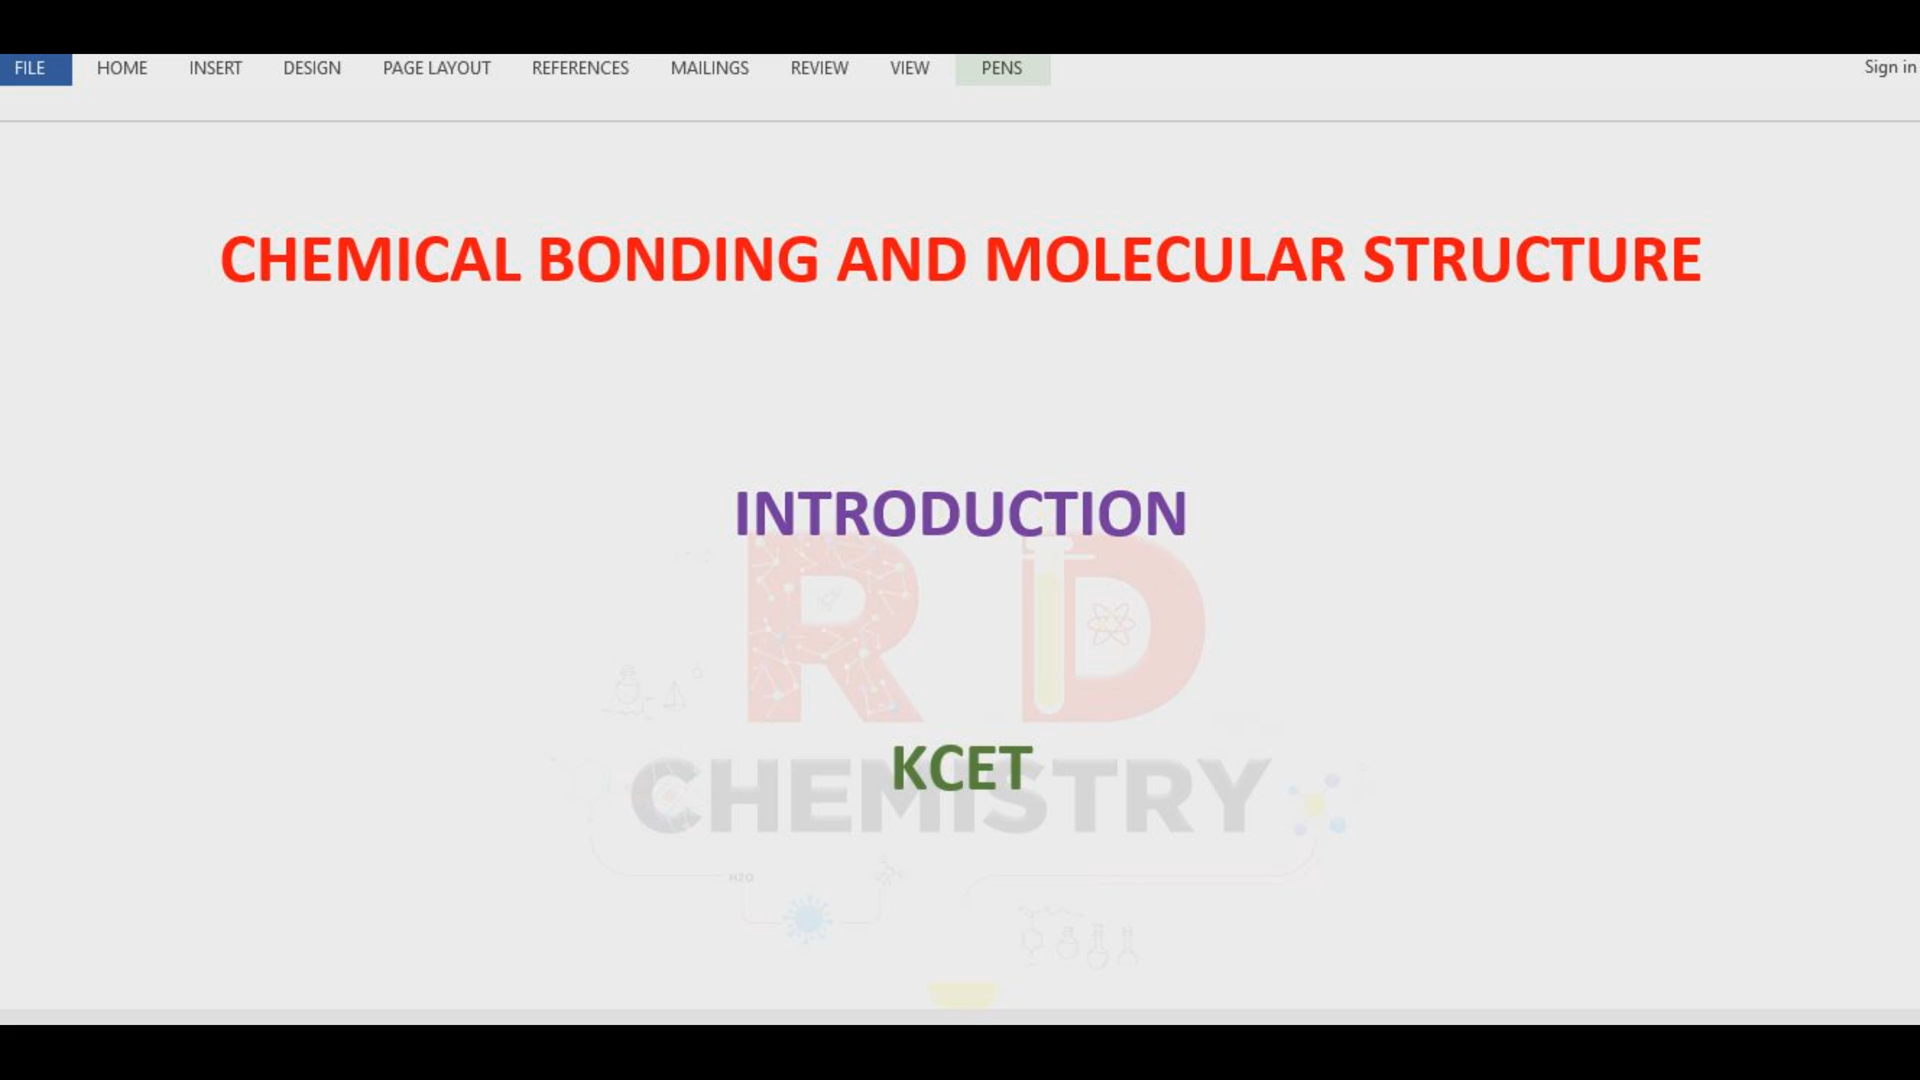 FILE HOME INSERT DESIGN PAGE LAYOUT REFERENCES MAILINGS REVIEW VIEW PENS Sign in
CHEMICAL BONDING AND MOLECULAR STRUCTURE
INTRODUCTION
R D
KCET
CHEMISTRY
H2O